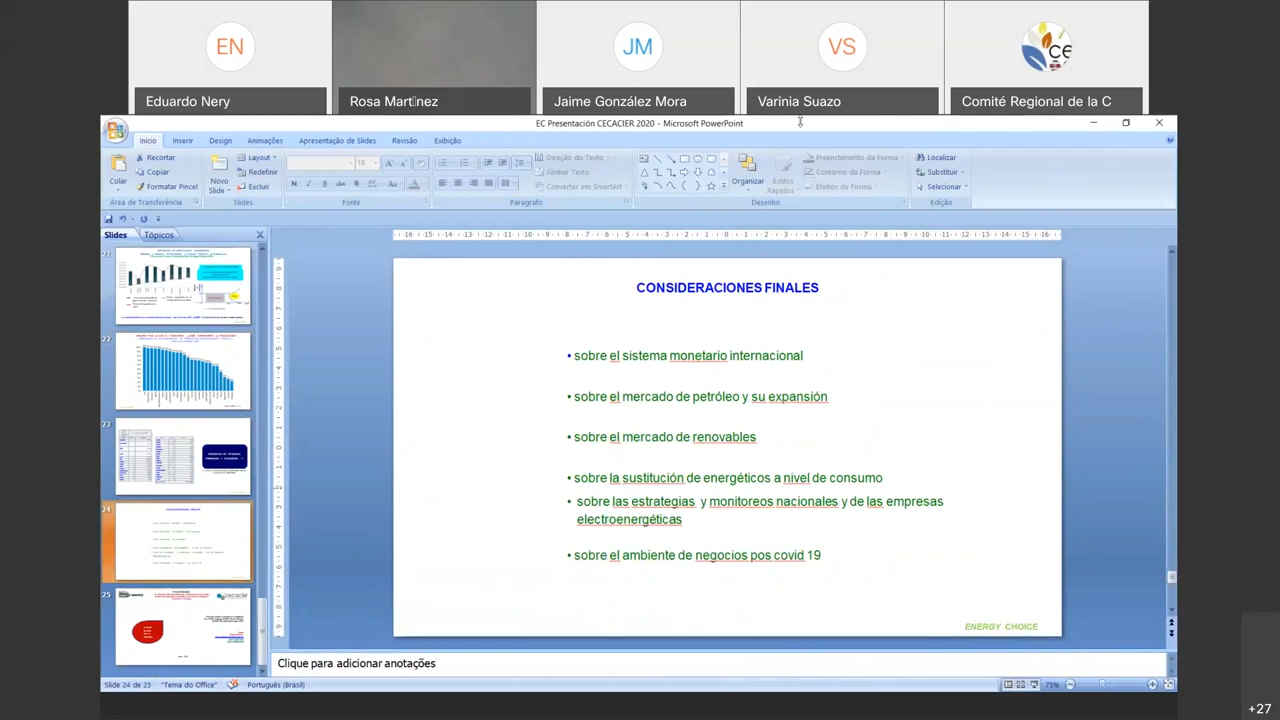 EN
JM
VS
Eduardo Nery
Jaime González Mora
Varinia Suazo
Comité Regional de la C
EC Presentación CECACIER 2020 - Microsoft PowerPoint
Início
Inserir
Design
Animações
Apresentação de Slides
Revisão
Exibição
Colar
Recortar
Copiar
Formatar Pincel
Área de Transferência
Novo Slide
Layout
Redefinir
Excluir
Slides
18
Fonte
Direção do Texto
Alinhar Texto
Converter em SmartArt
Parágrafo
Organizar
Estilos Rápidos
Preenchimento da Forma
Contorno da Forma
Efeitos de Forma
Desenho
Localizar
Substituir
Selecionar
Edição
Slides
Tópicos
21
22
23
24
25
CONSIDERACIONES FINALES
• sobre el sistema monetario internacional
• sobre el mercado de petróleo y su expansión
• sobre el mercado de renovables
• sobre la sustitución de energéticos a nivel de consumo
• sobre las estrategias y monitoreos nacionales y de las empresas
electroenergéticas
• sobre el ambiente de negocios pos covid 19
ENERGY CHOICE
Clique para adicionar anotações
Slide 24 de 25
"Tema do Office"
Português (Brasil)
75%
+27